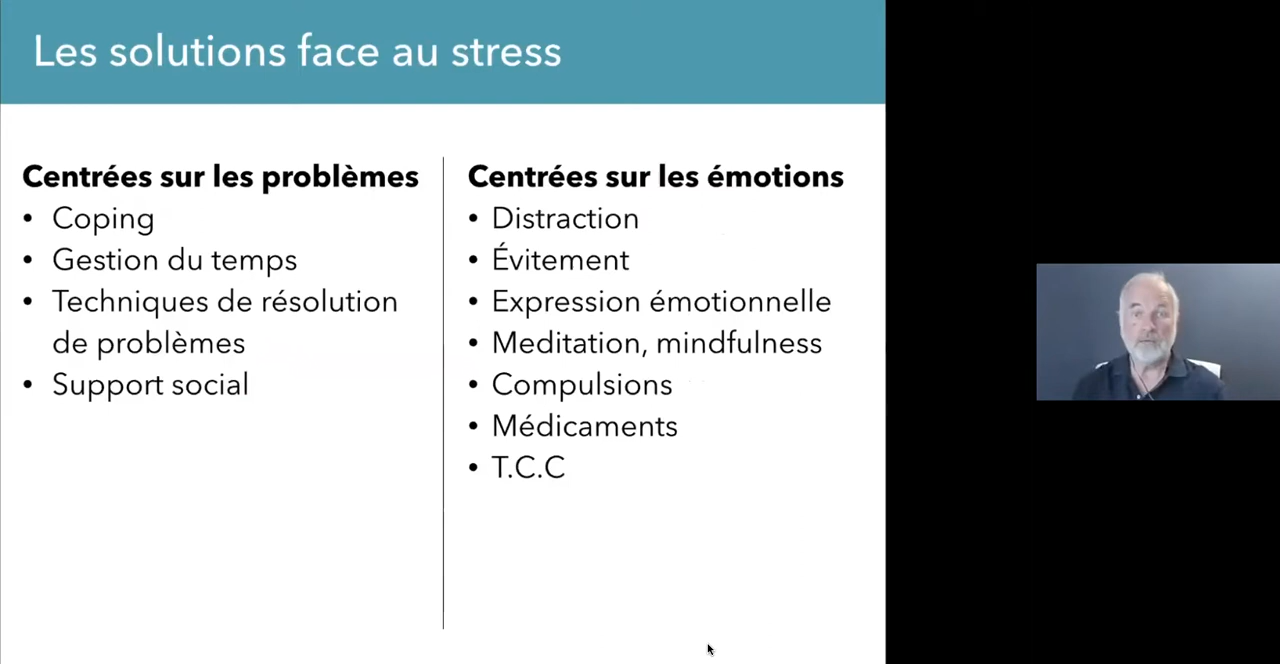 Les solutions face au stress
Centrées sur les problèmes
• Coping
• Gestion du temps
• Techniques de résolution
de problèmes
• Support social
Centrées sur les émotions
• Distraction
• Évitement
• Expression émotionnelle
• Meditation, mindfulness
• Compulsions
• Médicaments
• T.C.C